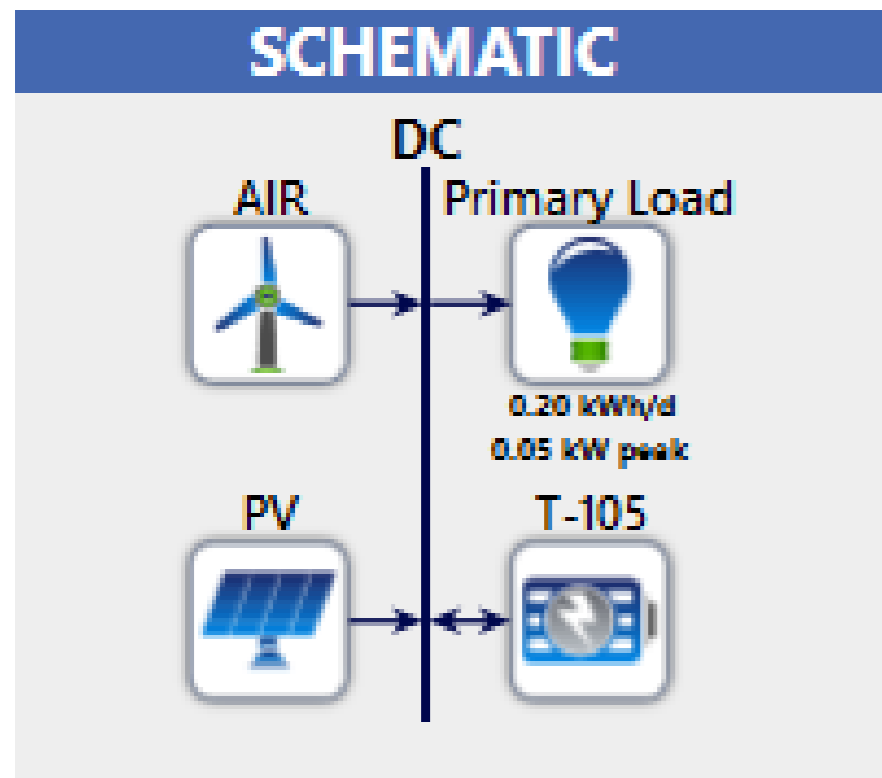 SCHEMATIC
DC
AIR
Primary Load
0.20 kWh/d
0.05 kW peak
PV
T-105